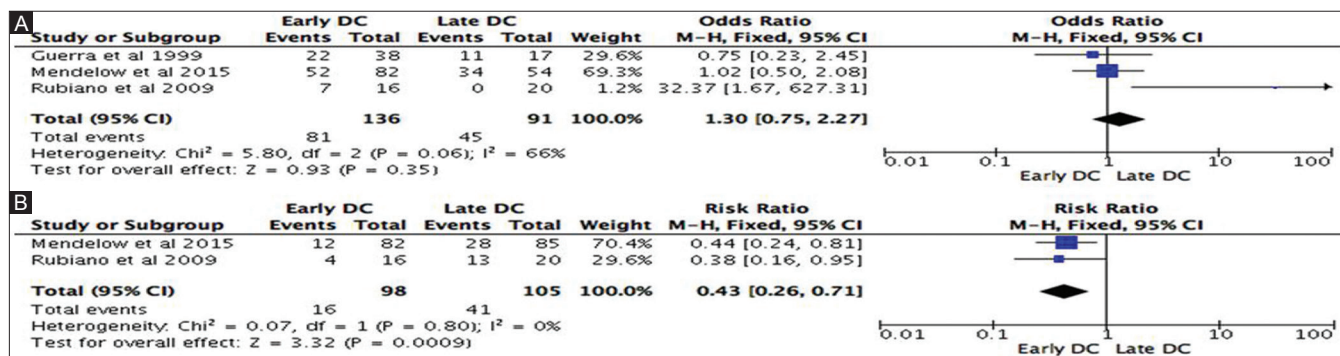 A
Early DC Late DC Odds Ratio Odds Ratio
Study or Subgroup Events Total Events Total Weight M-H, Fixed, 95% CI M-H, Fixed, 95% CI
Guerra et al 1999 22 38 11 17 29.6% 0.75 [0.23, 2.45]
Mendelow et al 2015 52 82 34 54 69.3% 1.02 [0.50, 2.08]
Rubiano et al 2009 7 16 0 20 1.2% 32.37 [1.67, 627.31]
Total (95% CI) 136 91 100.0% 1.30 [0.75, 2.27]
Total events 81 45
Heterogeneity: Chi² = 5.80, df = 2 (P = 0.06); I² = 66%
Test for overall effect: Z = 0.93 (P = 0.35)
0.01 0.1 1 10 100
Early DC Late DC
B
Early DC Late DC Risk Ratio Risk Ratio
Study or Subgroup Events Total Events Total Weight M-H, Fixed, 95% CI M-H, Fixed, 95% CI
Mendelow et al 2015 12 82 28 85 70.4% 0.44 [0.24, 0.81]
Rubiano et al 2009 4 16 13 20 29.6% 0.38 [0.16, 0.95]
Total (95% CI) 98 105 100.0% 0.43 [0.26, 0.71]
Total events 16 41
Heterogeneity: Chi² = 0.07, df = 1 (P = 0.80); I² = 0%
Test for overall effect: Z = 3.32 (P = 0.0009)
0.01 0.1 1 10 100
Early DC Late DC